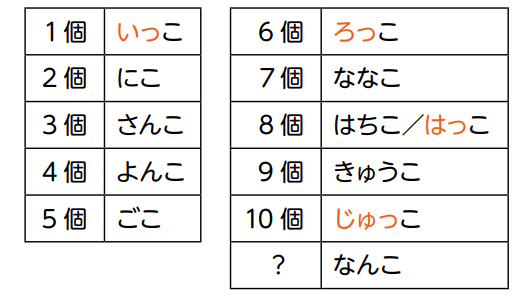 1個 いっこ
2個 にこ
3個 さんこ
4個 よんこ
5個 ごこ
6個 ろっこ
7個 ななこ
8個 はちこ／はっこ
9個 きゅうこ
10個 じゅっこ
? なんこ